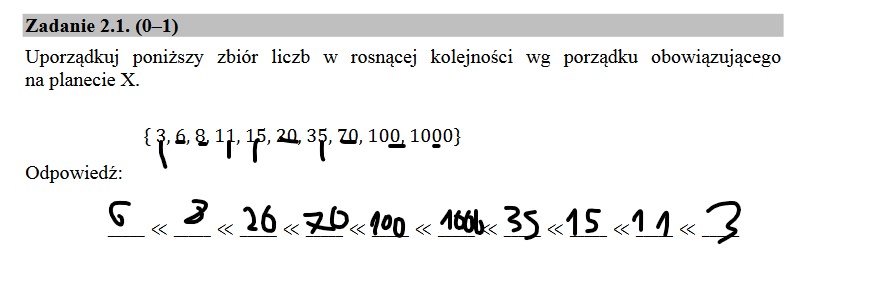 Zadanie 2.1. (0–1)
Uporządkuj poniższy zbiór liczb w rosnącej kolejności wg porządku obowiązującego
na planecie X.
{ 3, 6, 8, 11, 15, 20, 35, 70, 100, 1000}
Odpowiedź:
6 ≪ 8 ≪ 20 ≪ 70 ≪ 100 ≪ 1000 ≪ 35 ≪ 15 ≪ 11 ≪ 3